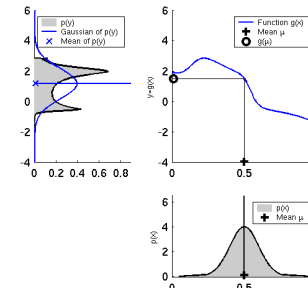 6
4
2
0
-2
-4
0 0.2 0.4 0.6 0.8
p(y)
Gaussian of p(y)
Mean of p(y)
6
4
2
0
-2
-4
0.5
y=g(x)
Function g(x)
Mean μ
g(μ)
6
4
2
0
0 0.5
p(x)
p(x)
Mean μ